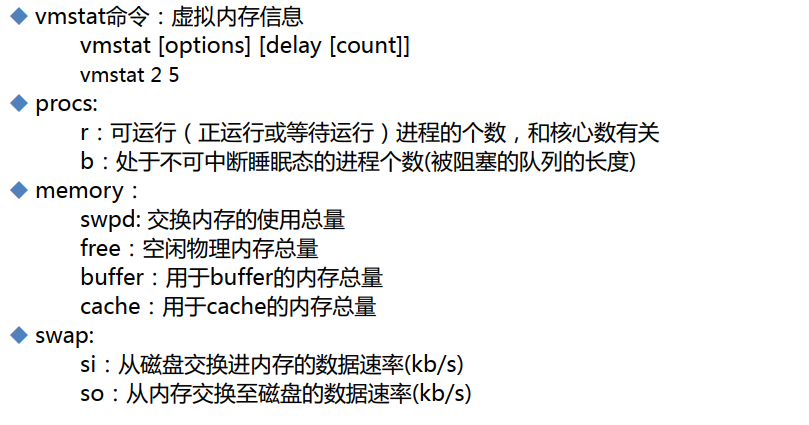 vmstat命令：虚拟内存信息
vmstat [options] [delay [count]]
vmstat 2 5
procs:
r：可运行（正运行或等待运行）进程的个数，和核心数有关
b：处于不可中断睡眠态的进程个数(被阻塞的队列的长度)
memory：
swpd: 交换内存的使用总量
free：空闲物理内存总量
buffer：用于buffer的内存总量
cache：用于cache的内存总量
swap:
si：从磁盘交换进内存的数据速率(kb/s)
so：从内存交换至磁盘的数据速率(kb/s)